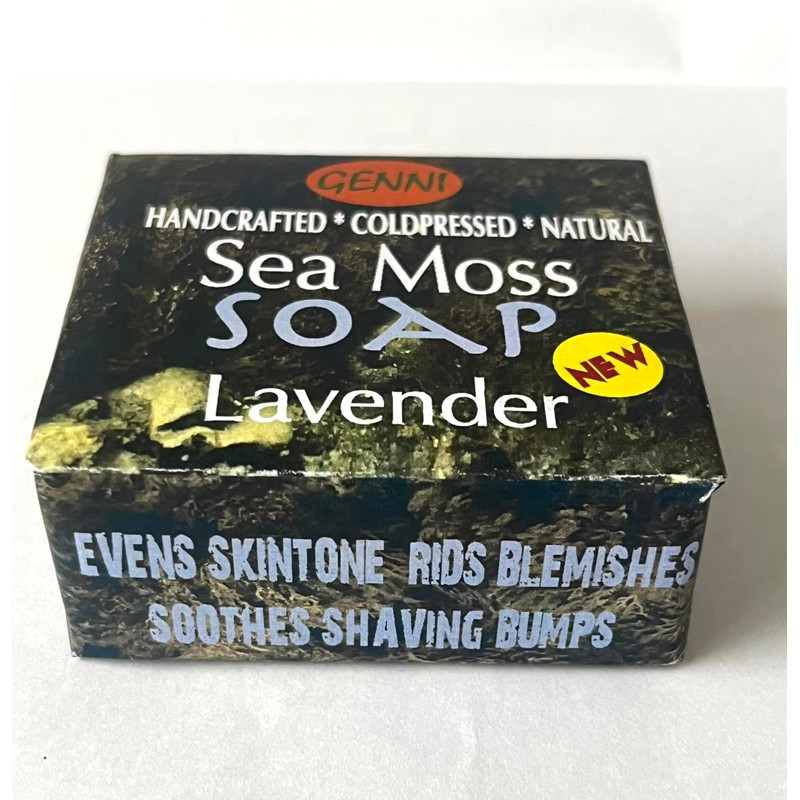 GENNI
HANDCRAFTED * COLDPRESSED * NATURAL
Sea Moss
SOAP
NEW
Lavender
EVENS SKINTONE RIDS BLEMISHES
SOOTHES SHAVING BUMPS